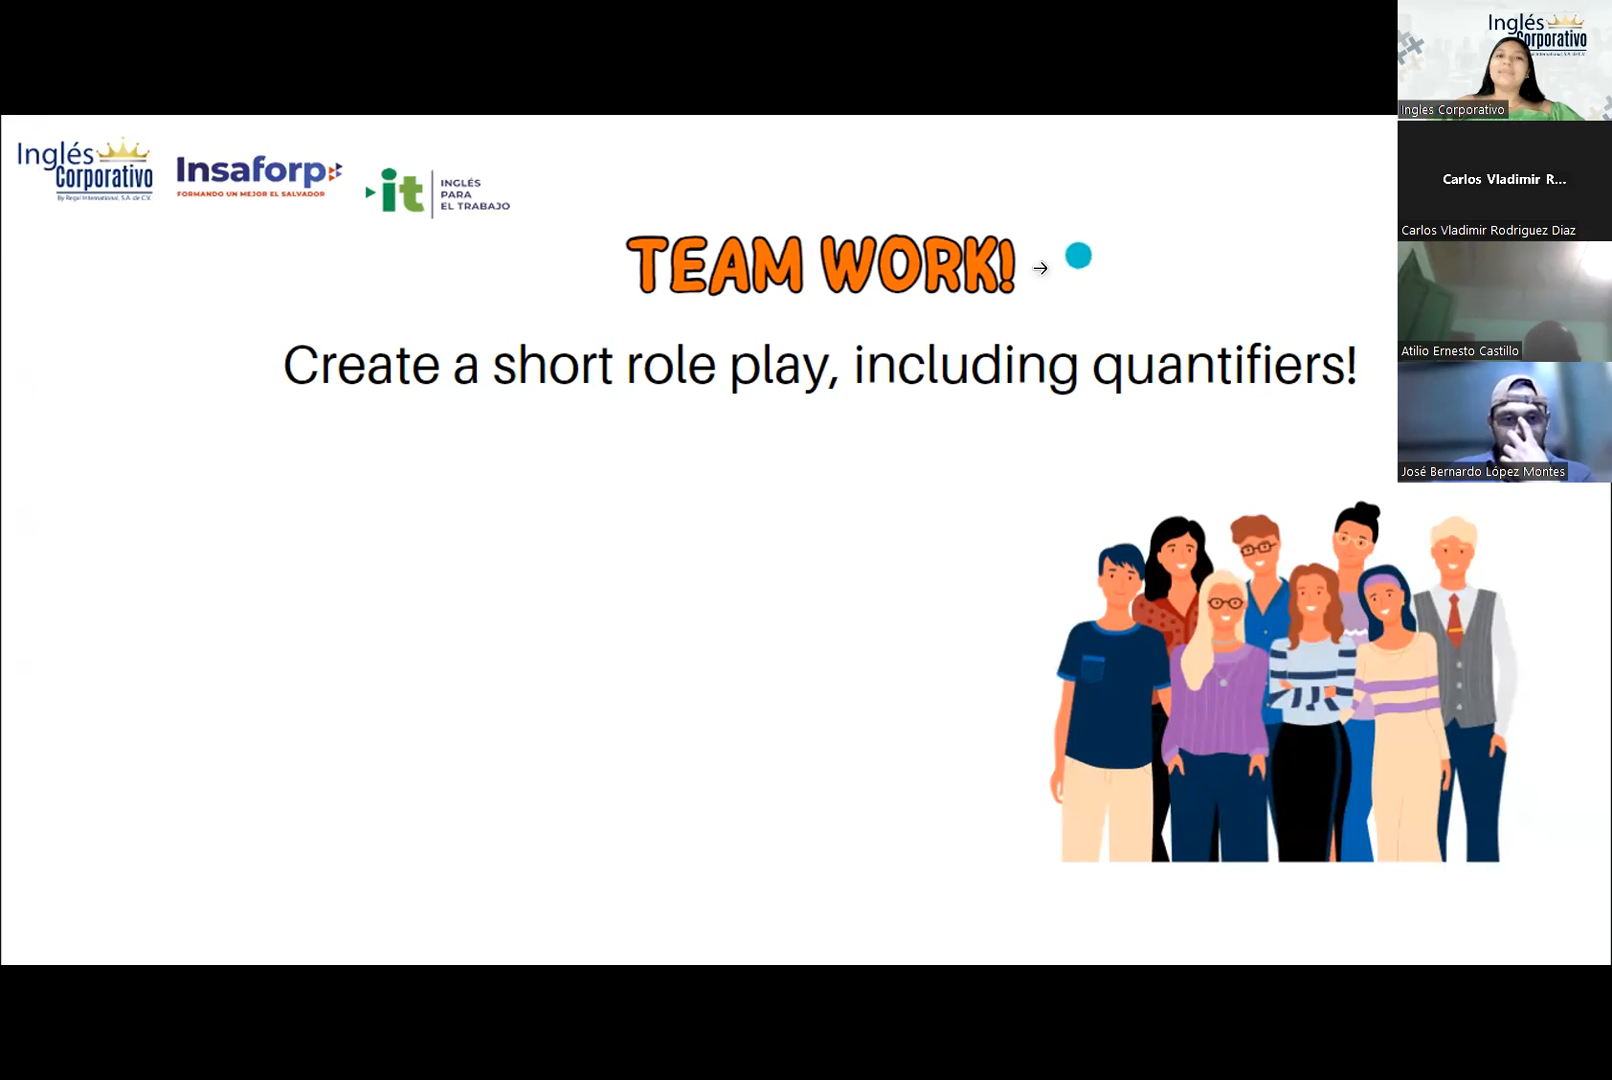 Inglés
Corporativo
By Regal International, S.A. de C.V.
Insaforp
FORMANDO UN MEJOR EL SALVADOR
it
INGLÉS
PARA
EL TRABAJO
TEAM WORK!
Create a short role play, including quantifiers!
Inglés
Corporativo
Ingles Corporativo
Carlos Vladimir R...
Carlos Vladimir Rodriguez Diaz
Atilio Ernesto Castillo
José Bernardo López Montes